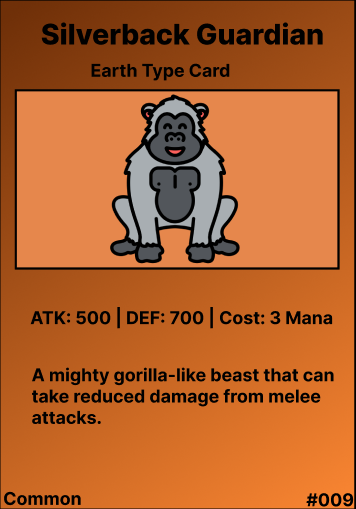 Silverback Guardian
Earth Type Card
ATK: 500 | DEF: 700 | Cost: 3 Mana
A mighty gorilla-like beast that can
take reduced damage from melee
attacks.
Common
#009